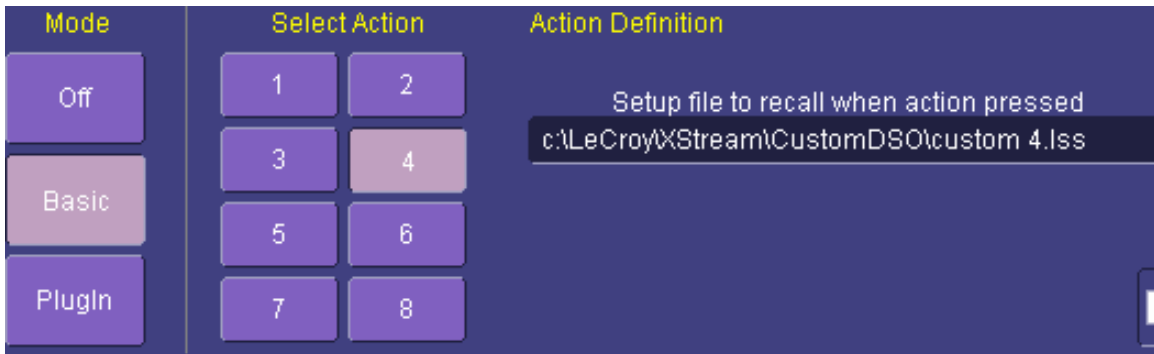 Mode
Off
Basic
PlugIn
Select Action
1 2
3 4
5 6
7 8
Action Definition
Setup file to recall when action pressed
c:\LeCroy\XStream\CustomDSO\custom 4.lss